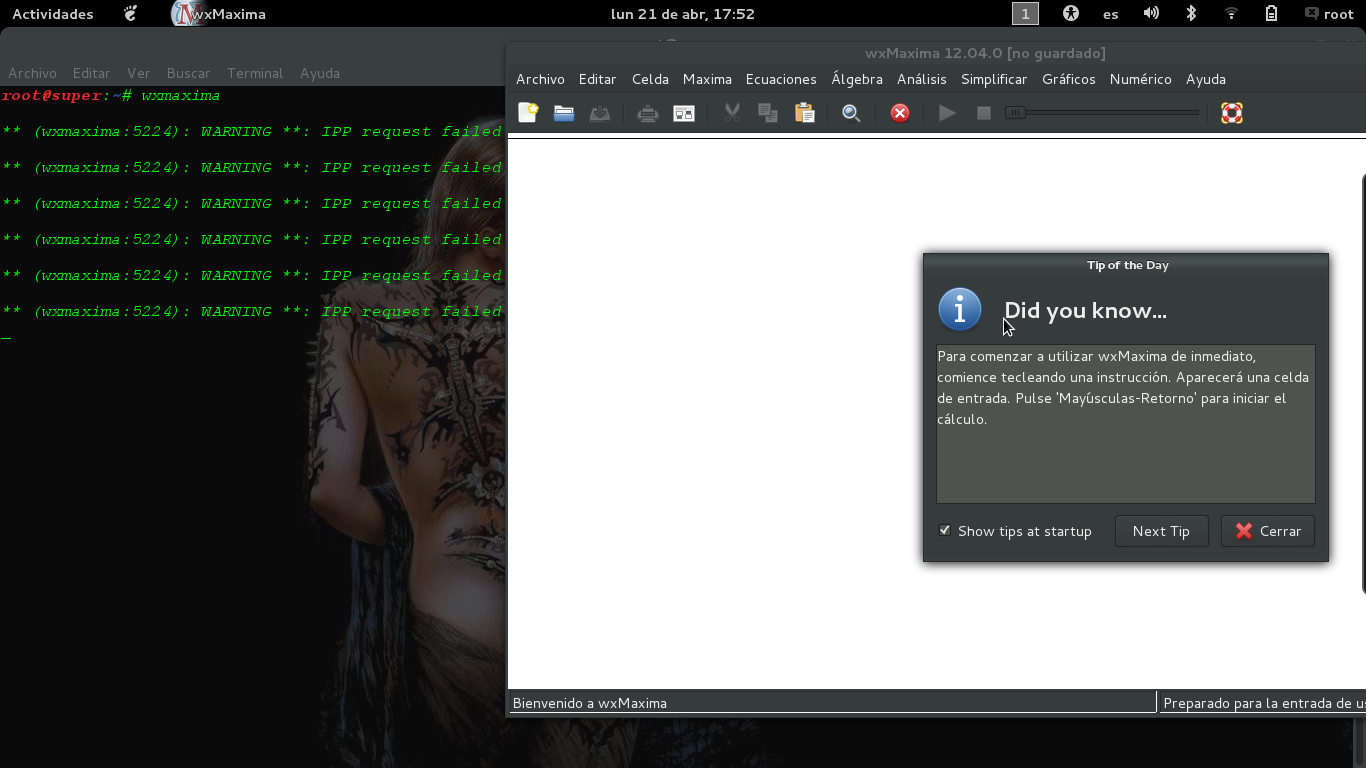 Actividades wxMaxima lun 21 de abr, 17:52 1 es root
Archivo Editar Ver Buscar Terminal Ayuda
root@super:~# wxmaxima
** (wxmaxima:5224): WARNING **: IPP request failed
** (wxmaxima:5224): WARNING **: IPP request failed
** (wxmaxima:5224): WARNING **: IPP request failed
** (wxmaxima:5224): WARNING **: IPP request failed
** (wxmaxima:5224): WARNING **: IPP request failed
** (wxmaxima:5224): WARNING **: IPP request failed
wxMaxima 12.04.0 [no guardado]
Archivo Editar Celda Maxima Ecuaciones Álgebra Análisis Simplificar Gráficos Numérico Ayuda
Tip of the Day
Did you know...
Para comenzar a utilizar wxMaxima de inmediato,
comience tecleando una instrucción. Aparecerá una celda
de entrada. Pulse 'Mayúsculas-Retorno' para iniciar el
cálculo.
Show tips at startup Next Tip Cerrar
Bienvenido a wxMaxima Preparado para la entrada de